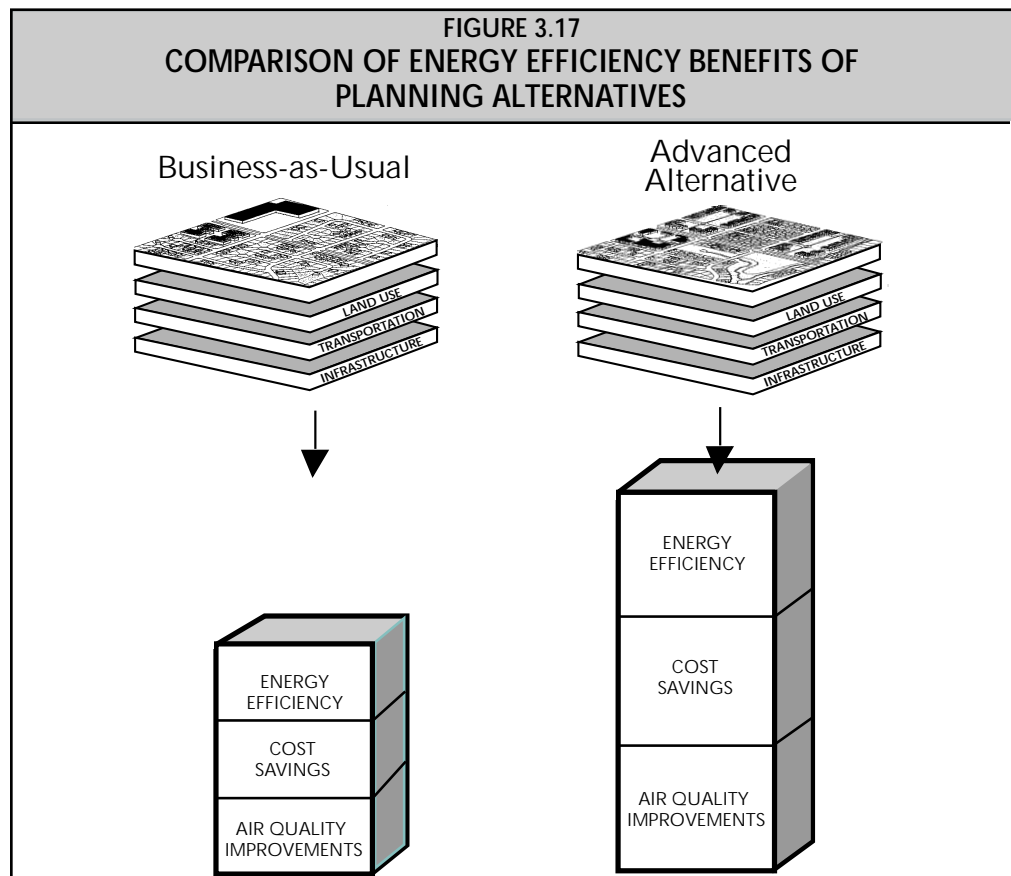 FIGURE 3.17
COMPARISON OF ENERGY EFFICIENCY BENEFITS OF
PLANNING ALTERNATIVES
Business-as-Usual
LAND USE
TRANSPORTATION
INFRASTRUCTURE
ENERGY
EFFICIENCY
COST
SAVINGS
AIR QUALITY
IMPROVEMENTS
Advanced
Alternative
LAND USE
TRANSPORTATION
INFRASTRUCTURE
ENERGY
EFFICIENCY
COST
SAVINGS
AIR QUALITY
IMPROVEMENTS